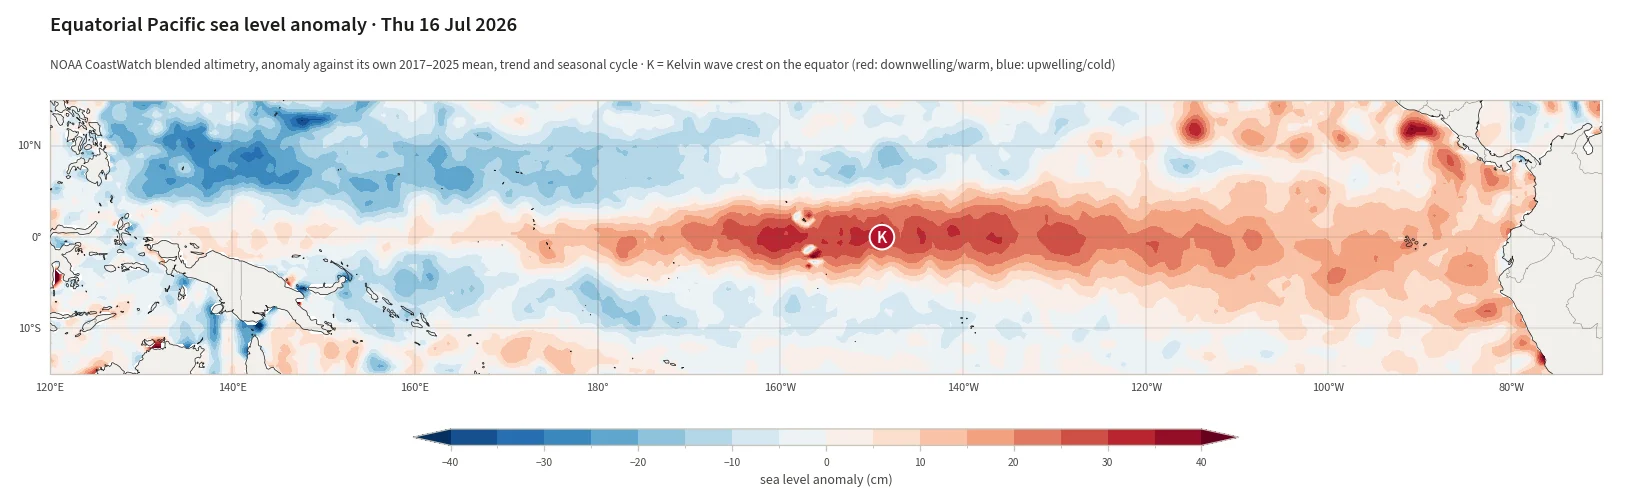 Equatorial Pacific sea level anomaly · Thu 16 Jul 2026
NOAA CoastWatch blended altimetry, anomaly against its own 2017–2025 mean, trend and seasonal cycle · K = Kelvin wave crest on the equator (red: downwelling/warm, blue: upwelling/cold)
10°N
0°
K
10°S
120°E 140°E 160°E 180° 160°W 140°W 120°W 100°W 80°W
−40 −30 −20 −10 0 10 20 30 40
sea level anomaly (cm)